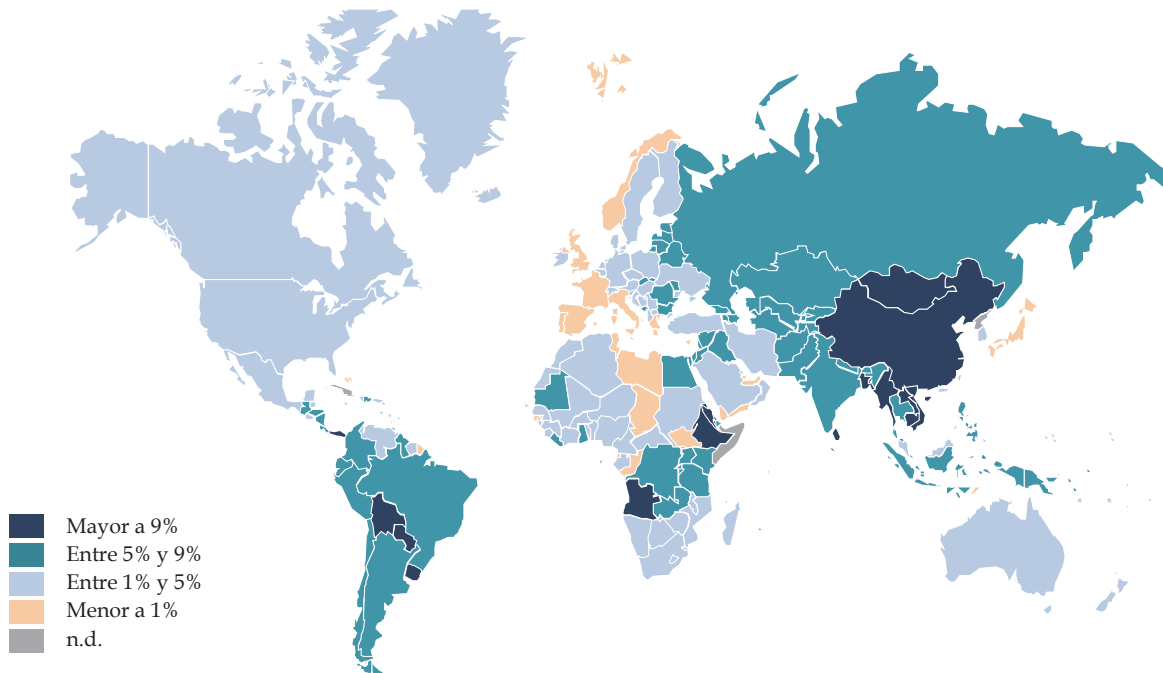 Mayor a 9%
Entre 5% y 9%
Entre 1% y 5%
Menor a 1%
n.d.